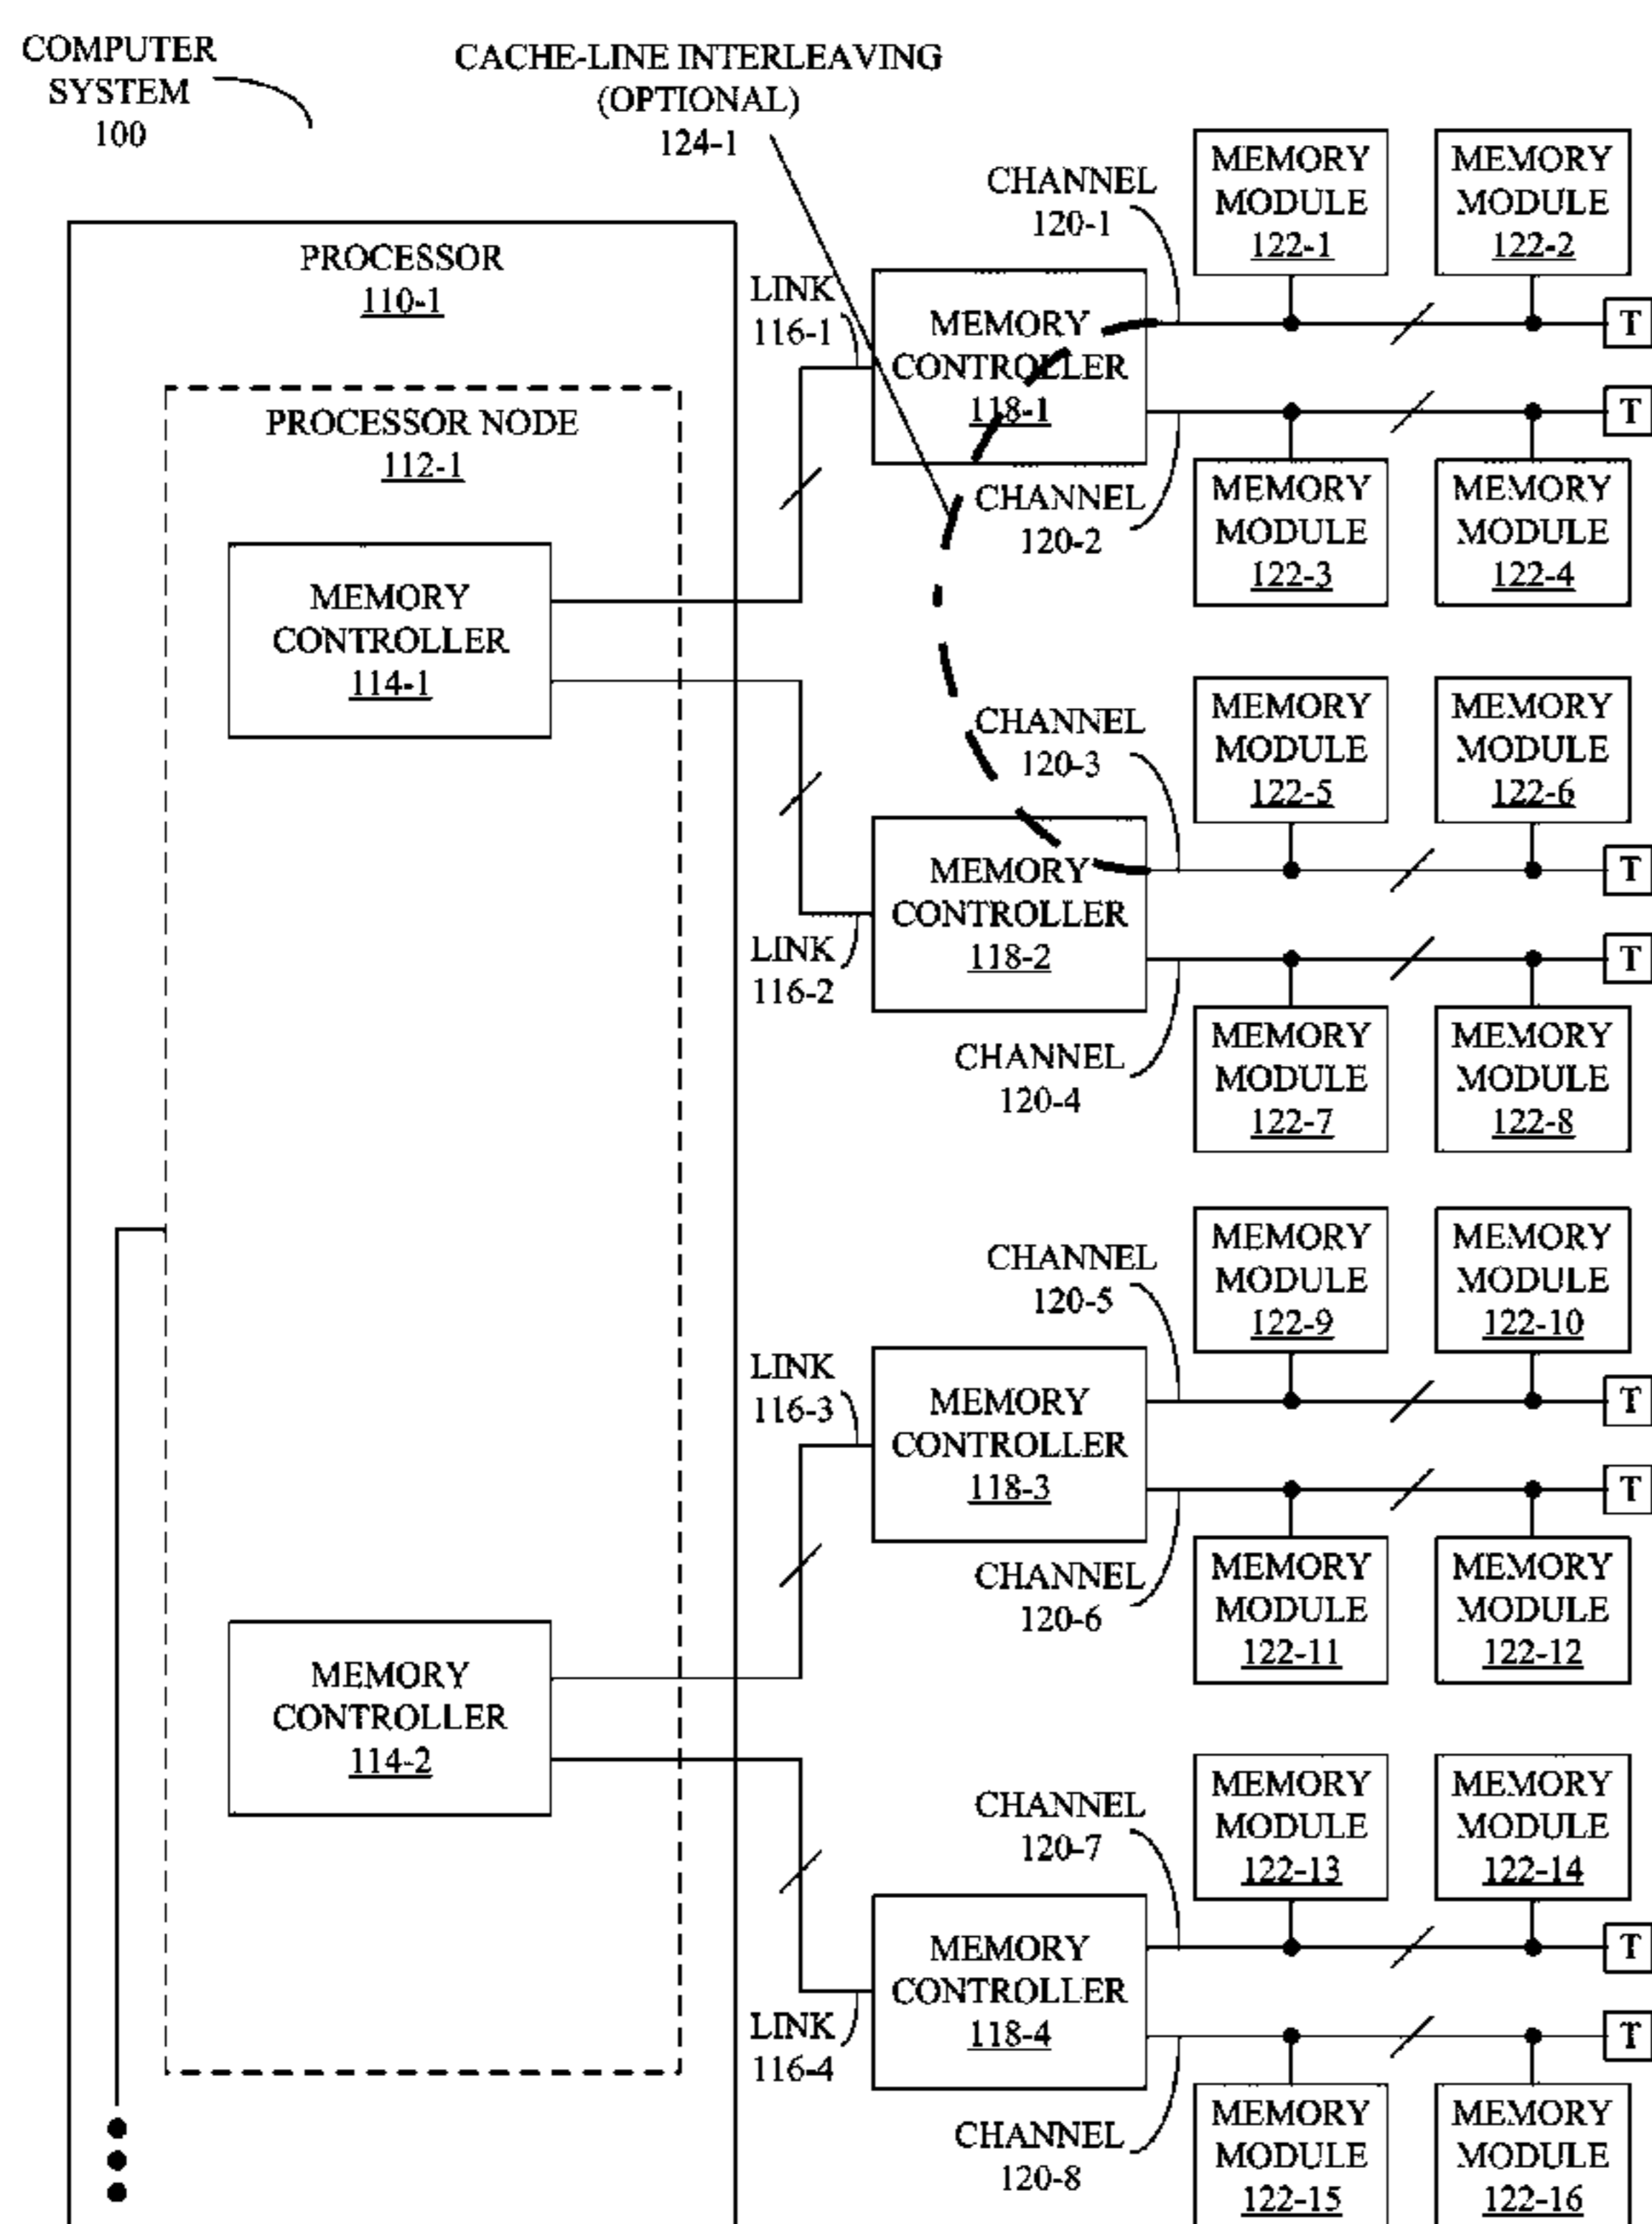 COMPUTER
SYSTEM
100
CACHE-LINE INTERLEAVING
(OPTIONAL)
124-1
PROCESSOR
110-1
PROCESSOR NODE
112-1
MEMORY
CONTROLLER
114-1
MEMORY
CONTROLLER
114-2
LINK
116-1
MEMORY
CONTROLLER
118-1
CHANNEL
120-1
CHANNEL
120-2
MEMORY
MODULE
122-1
MEMORY
MODULE
122-2
T
T
MEMORY
MODULE
122-3
MEMORY
MODULE
122-4
LINK
116-2
MEMORY
CONTROLLER
118-2
CHANNEL
120-3
CHANNEL
120-4
MEMORY
MODULE
122-5
MEMORY
MODULE
122-6
T
T
MEMORY
MODULE
122-7
MEMORY
MODULE
122-8
LINK
116-3
MEMORY
CONTROLLER
118-3
CHANNEL
120-5
CHANNEL
120-6
MEMORY
MODULE
122-9
MEMORY
MODULE
122-10
T
T
MEMORY
MODULE
122-11
MEMORY
MODULE
122-12
LINK
116-4
MEMORY
CONTROLLER
118-4
CHANNEL
120-7
CHANNEL
120-8
MEMORY
MODULE
122-13
MEMORY
MODULE
122-14
T
T
MEMORY
MODULE
122-15
MEMORY
MODULE
122-16